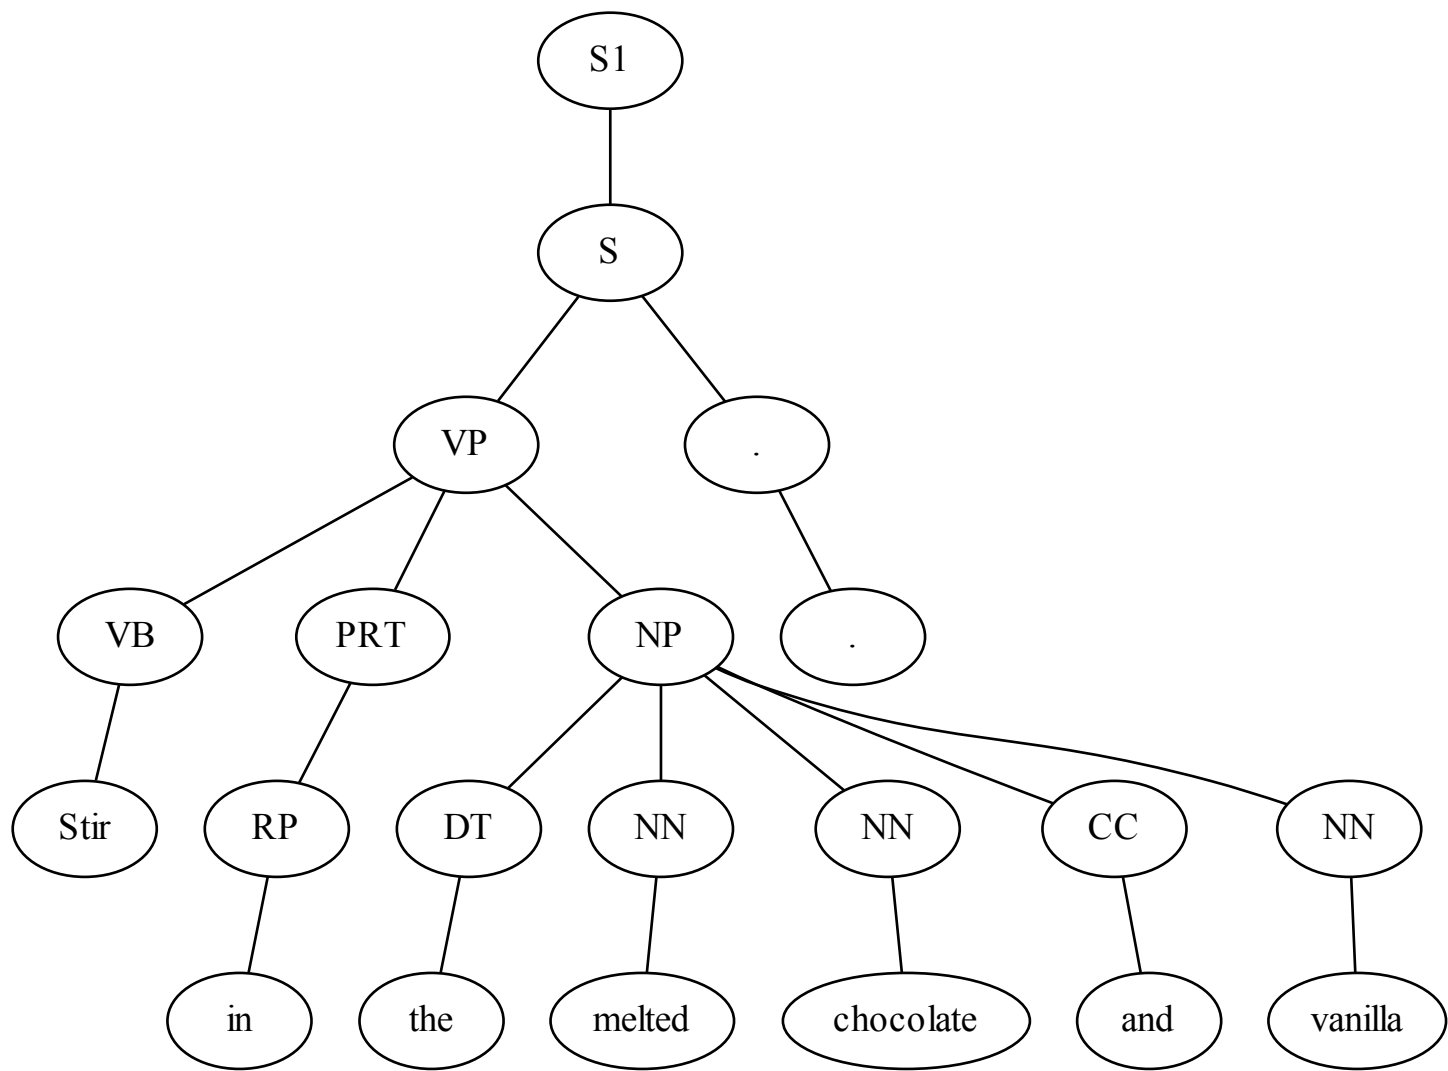 S1
S
VP .
VB PRT NP .
Stir RP DT NN NN CC NN
in the melted chocolate and vanilla